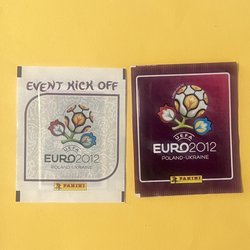 EVENT KICK OFF
UEFA
EURO2012
POLAND-UKRAINE
PANINI
UEFA
EURO2012
POLAND-UKRAINE
PANINI